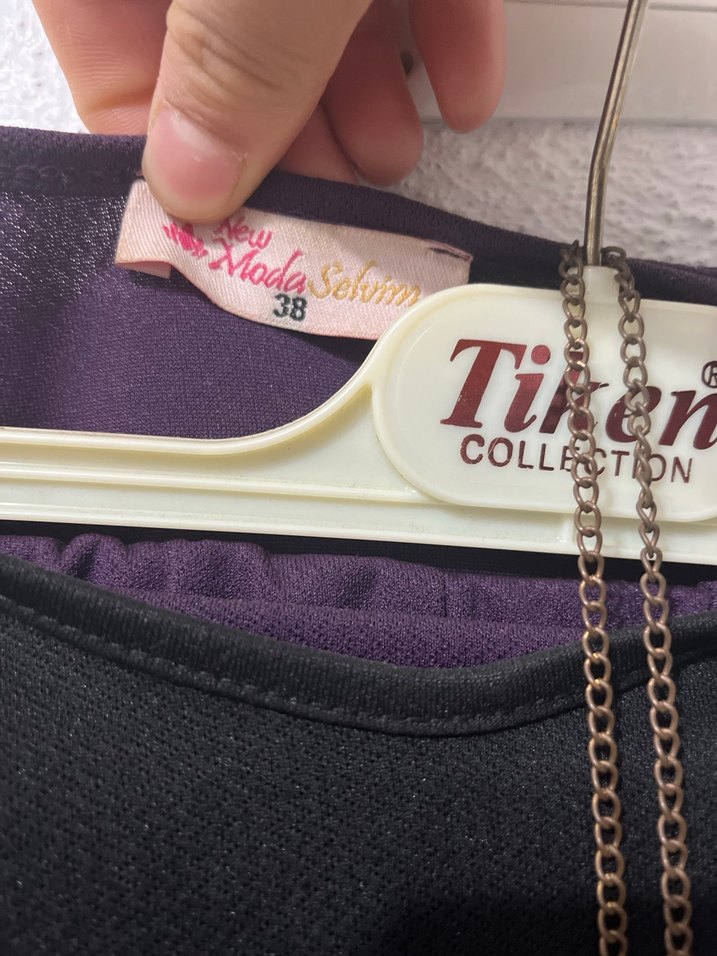 New
Moda Selvim
38
Tiken®
COLLECTION